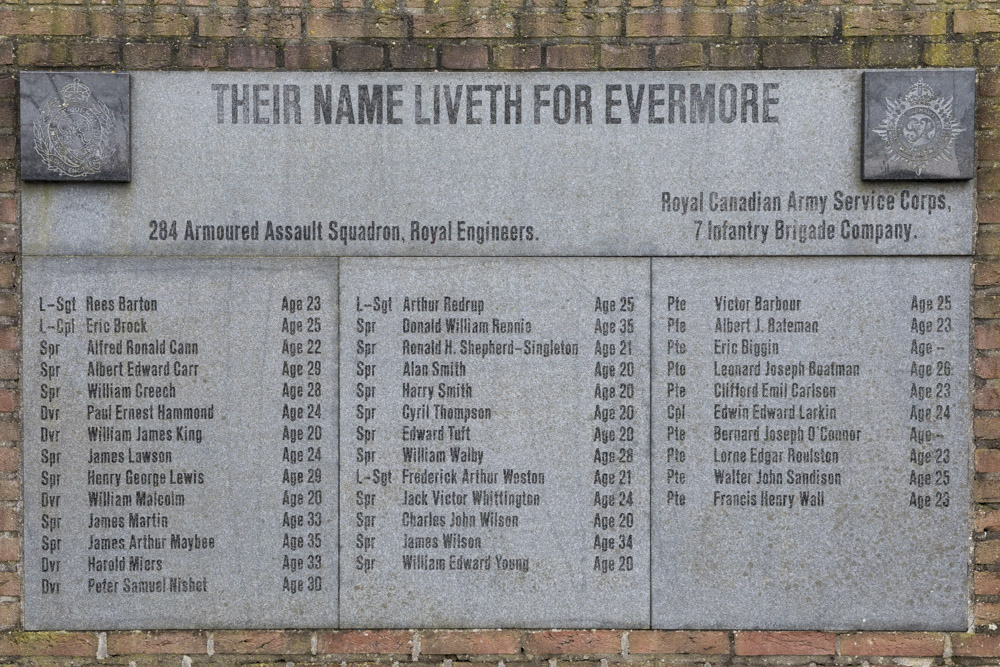 THEIR NAME LIVETH FOR EVERMORE
284 Armoured Assault Squadron, Royal Engineers.
Royal Canadian Army Service Corps,
7 Infantry Brigade Company.
L-Sgt Rees Barton Age 23
L-Cpl Eric Brock Age 25
Spr Alfred Ronald Cann Age 22
Spr Albert Edward Carr Age 29
Spr William Creech Age 28
Dvr Paul Ernest Hammond Age 24
Dvr William James King Age 20
Spr James Lawson Age 24
Spr Henry George Lewis Age 29
Dvr William Malcolm Age 20
Spr James Martin Age 33
Spr James Arthur Maybee Age 35
Dvr Harold Miers Age 33
Dvr Peter Samuel Nisbet Age 30
L-Sgt Arthur Redrup Age 25
Spr Donald William Rennie Age 35
Spr Ronald H. Shepherd-Singleton Age 21
Spr Alan Smith Age 20
Spr Harry Smith Age 20
Spr Cyril Thompson Age 20
Spr Edward Tuft Age 20
Spr William Walby Age 28
L-Sgt Frederick Arthur Weston Age 21
Spr Jack Victor Whittington Age 24
Spr Charles John Wilson Age 20
Spr James Wilson Age 34
Spr William Edward Young Age 20
Pte Victor Barbour Age 25
Pte Albert J. Bateman Age 23
Pte Eric Biggin Age -
Pte Leonard Joseph Boatman Age 26
Pte Clifford Emil Carlson Age 23
Cpl Edwin Edward Larkin Age 24
Pte Bernard Joseph O'Connor Age -
Pte Lorne Edgar Roulston Age 23
Pte Walter John Sandison Age 25
Pte Francis Henry Wall Age 23